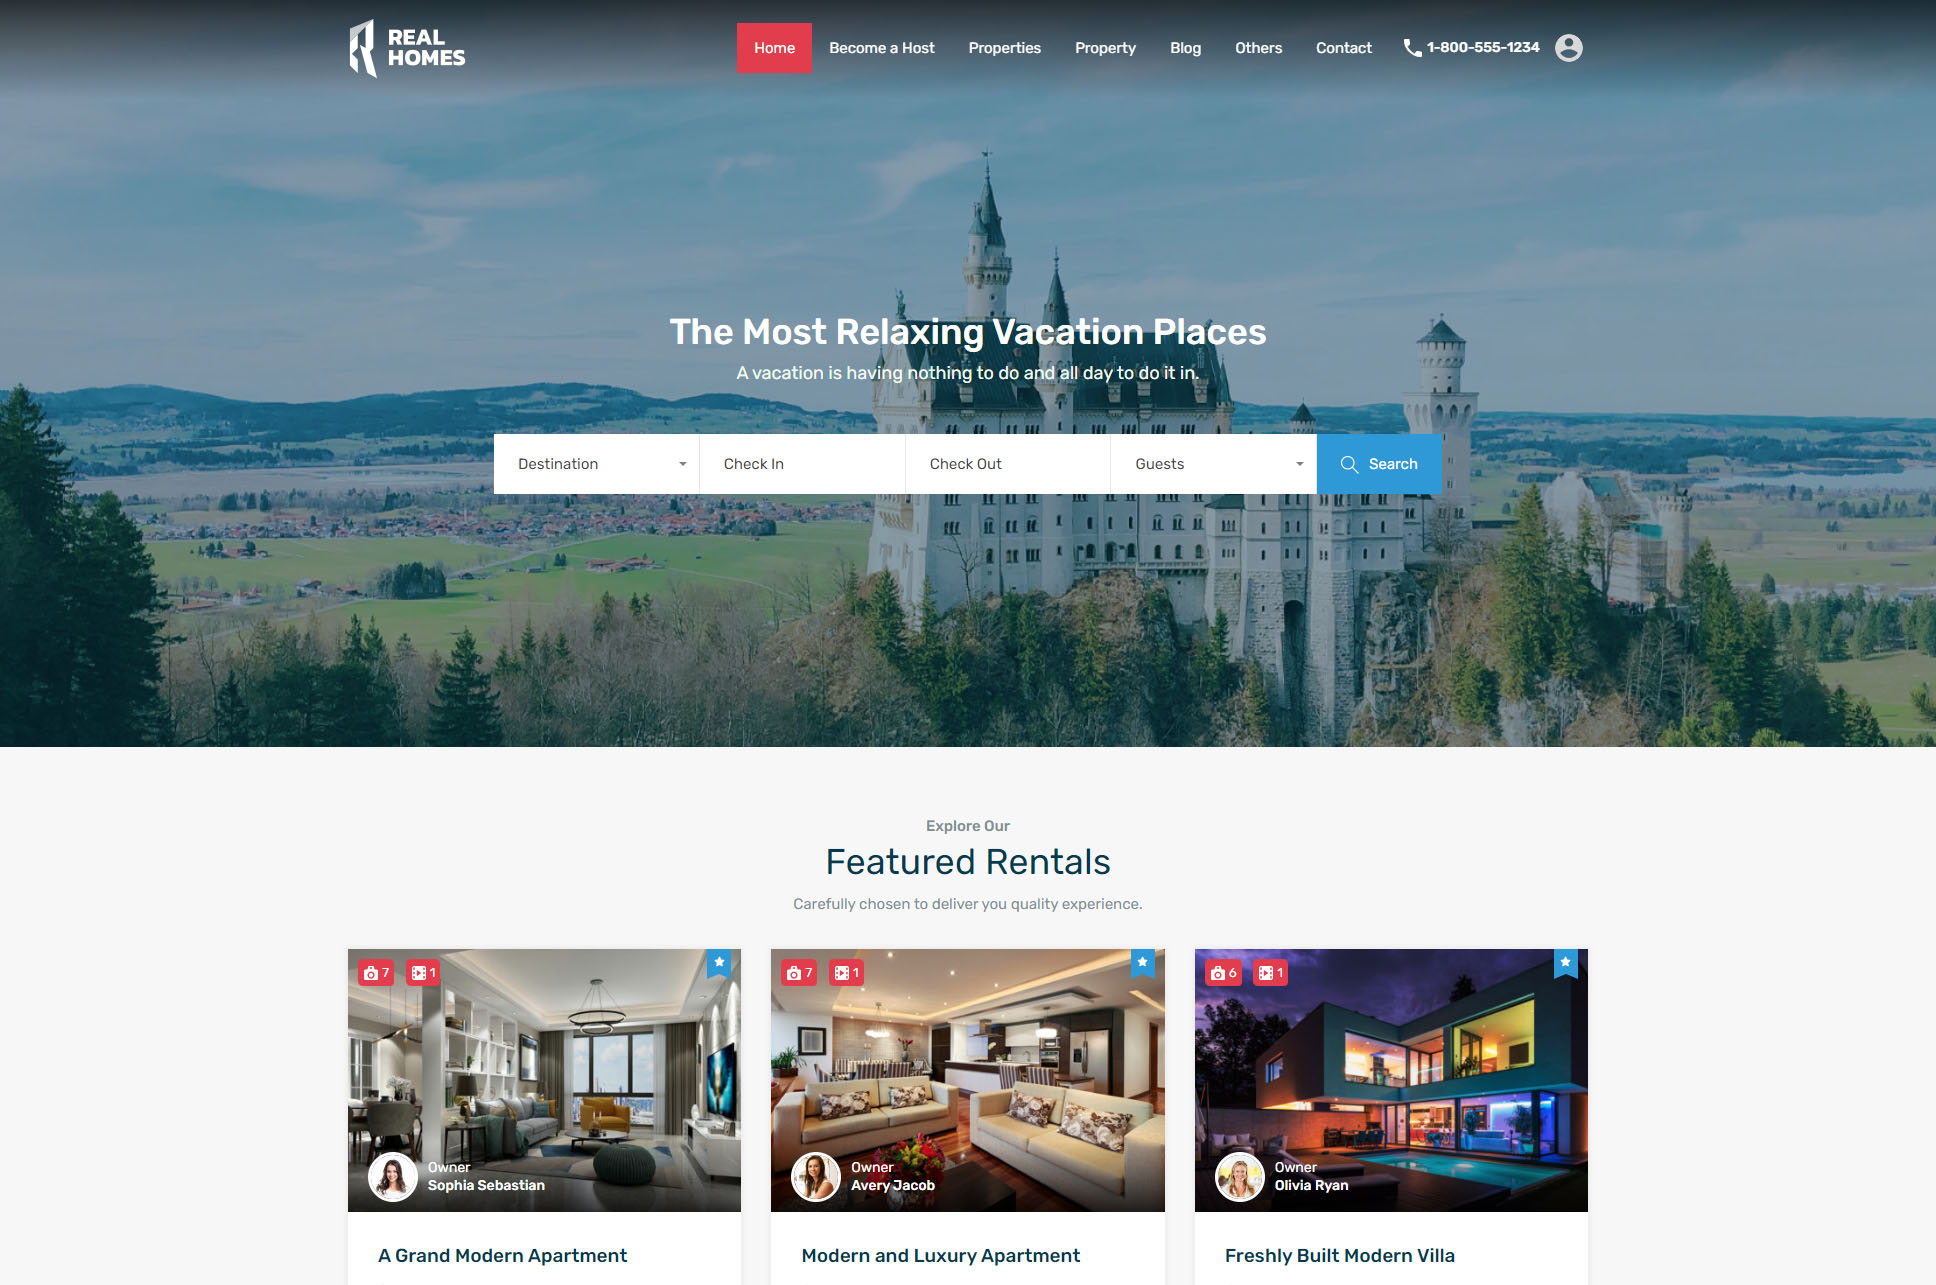 REAL
HOMES
Home Become a Host Properties Property Blog Others Contact 1-800-555-1234
The Most Relaxing Vacation Places
A vacation is having nothing to do and all day to do it in.
Destination Check In Check Out Guests Search
Explore Our
Featured Rentals
Carefully chosen to deliver you quality experience.
7 1
Owner
Sophia Sebastian
A Grand Modern Apartment
7 1
Owner
Avery Jacob
Modern and Luxury Apartment
6 1
Owner
Olivia Ryan
Freshly Built Modern Villa